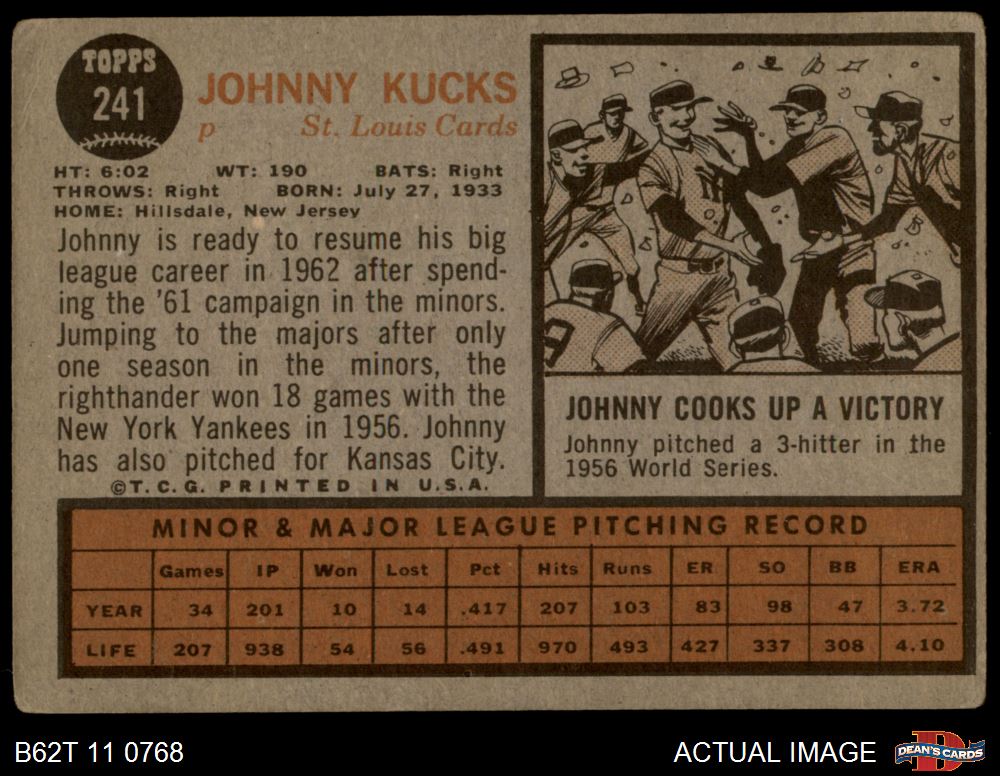 TOPPS
241
JOHNNY KUCKS
p St. Louis Cards
HT: 6:02 WT: 190 BATS: Right
THROWS: Right BORN: July 27, 1933
HOME: Hillsdale, New Jersey
Johnny is ready to resume his big
league career in 1962 after spend-
ing the '61 campaign in the minors.
Jumping to the majors after only
one season in the minors, the
righthander won 18 games with the
New York Yankees in 1956. Johnny
has also pitched for Kansas City.
©T.C.G. PRINTED IN U.S.A.
NY
9
JOHNNY COOKS UP A VICTORY
Johnny pitched a 3-hitter in the
1956 World Series.
MINOR & MAJOR LEAGUE PITCHING RECORD
Games IP Won Lost Pct Hits Runs ER SO BB ERA
YEAR 34 201 10 14 .417 207 103 83 98 47 3.72
LIFE 207 938 54 56 .491 970 493 427 337 308 4.10
B62T 11 0768 ACTUAL IMAGE D DEAN'S CARDS